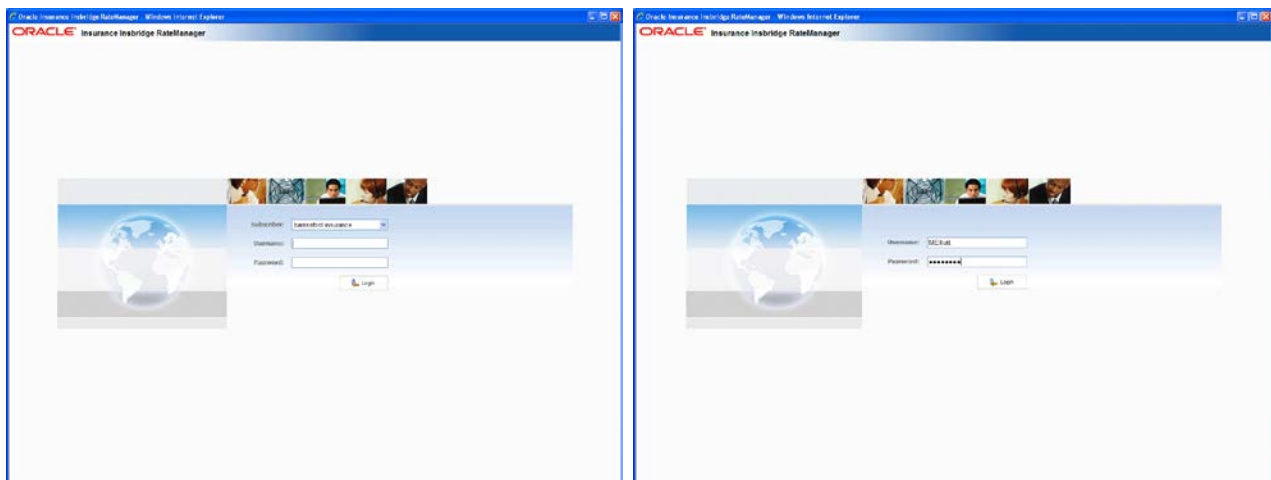 Oracle Insurance Insbridge RateManager - Windows Internet Explorer
ORACLE Insurance Insbridge RateManager
Subscriber:
Username:
Password:
Login
Oracle Insurance Insbridge RateManager - Windows Internet Explorer
ORACLE Insurance Insbridge RateManager
Username:
Password: ••••••••
Login